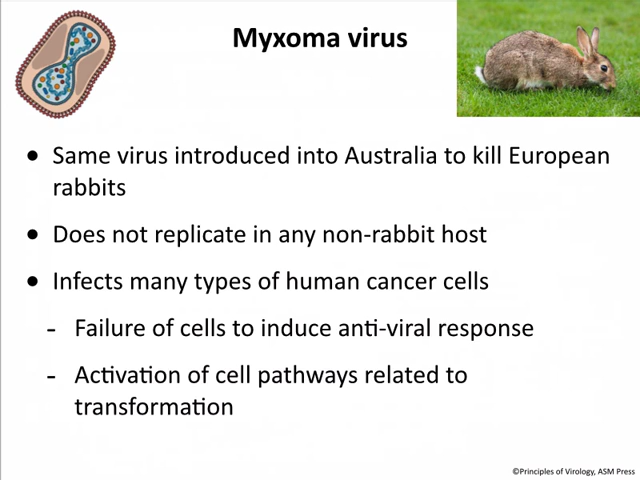 Myxoma virus
• Same virus introduced into Australia to kill European
rabbits
• Does not replicate in any non-rabbit host
• Infects many types of human cancer cells
- Failure of cells to induce anti-viral response
- Activation of cell pathways related to
transformation
©Principles of Virology, ASM Press